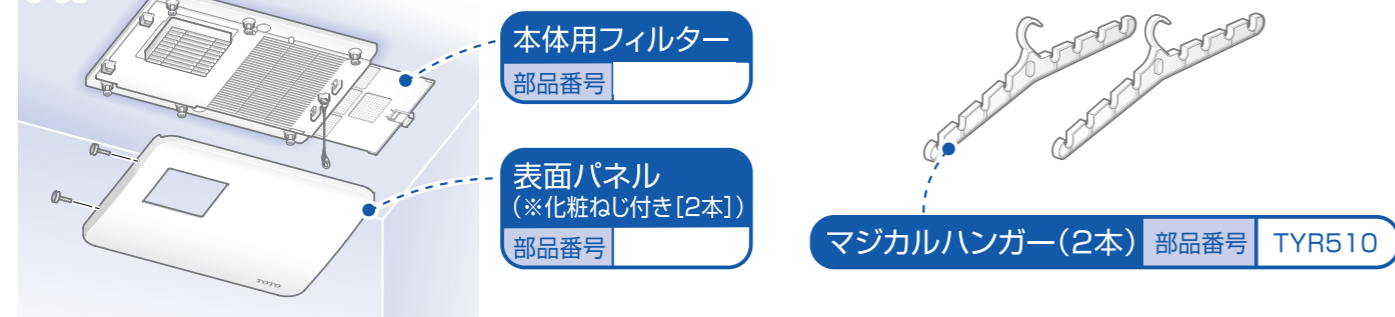 本体用フィルター
部品番号
表面パネル
(※化粧ねじ付き[2本])
部品番号
TOTO
マジカルハンガー(2本) 部品番号 TYR510